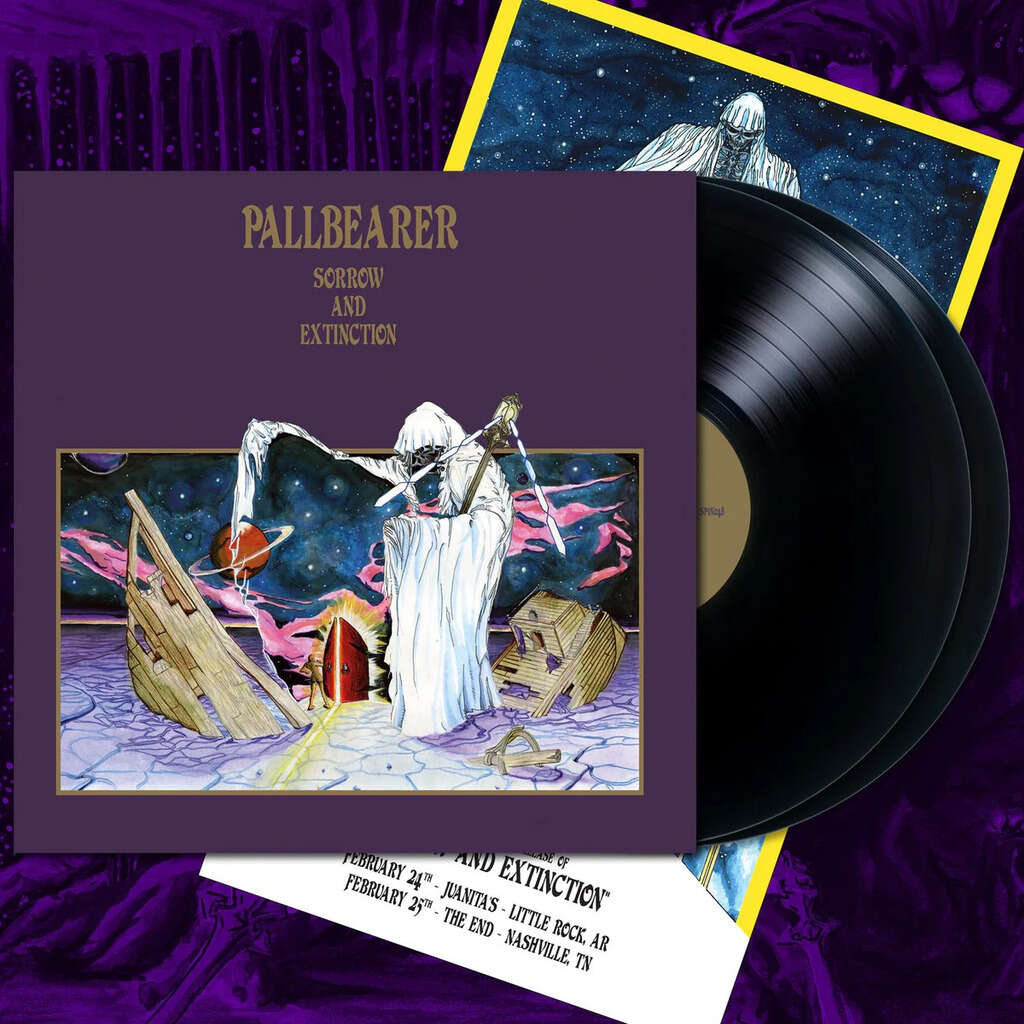 PALLBEARER
SORROW
AND
EXTINCTION
AND EXTINCTION"
FEBRUARY 24TH - JUANITA'S - LITTLE ROCK, AR
FEBRUARY 25TH - THE END - NASHVILLE, TN